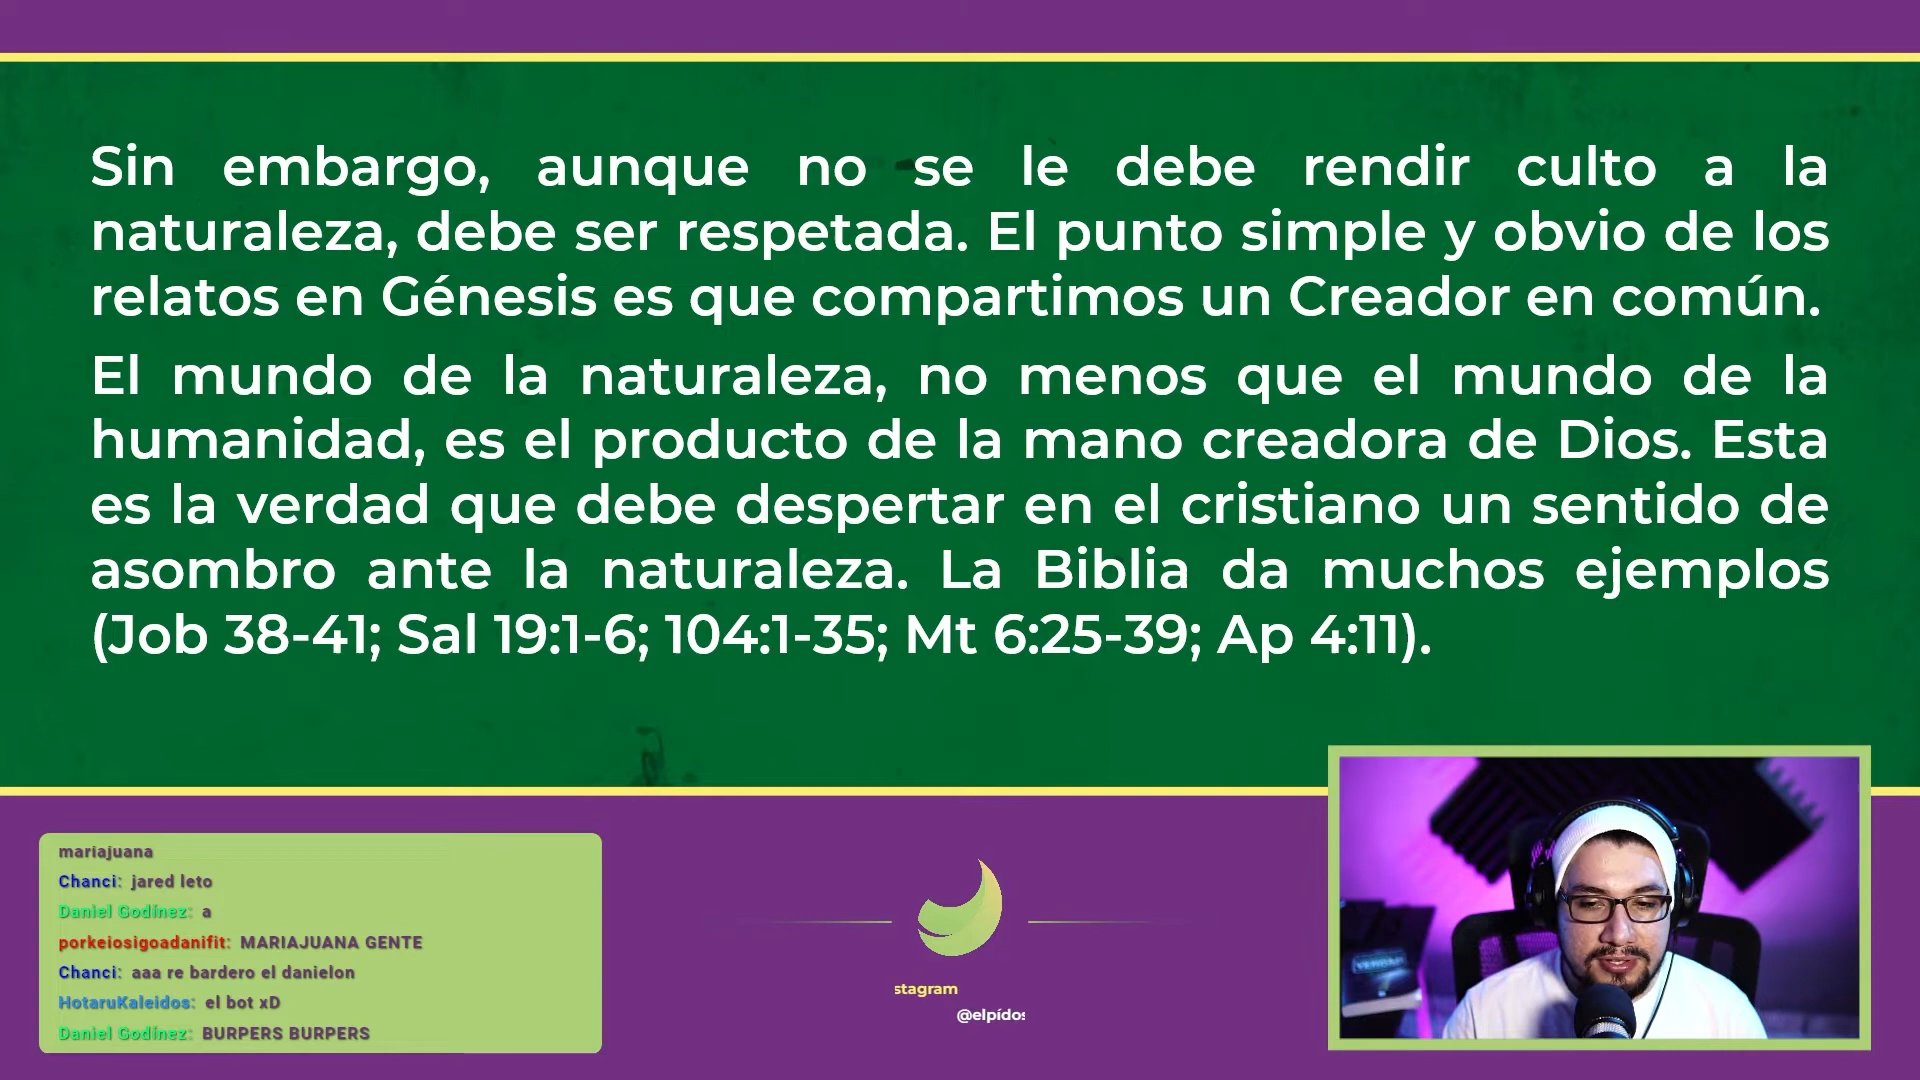 Sin embargo, aunque no se le debe rendir culto a la
naturaleza, debe ser respetada. El punto simple y obvio de los
relatos en Génesis es que compartimos un Creador en común.
El mundo de la naturaleza, no menos que el mundo de la
humanidad, es el producto de la mano creadora de Dios. Esta
es la verdad que debe despertar en el cristiano un sentido de
asombro ante la naturaleza. La Biblia da muchos ejemplos
(Job 38-41; Sal 19:1-6; 104:1-35; Mt 6:25-39; Ap 4:11).
mariajuana
Chanci: jared leto
Daniel Godínez: a
porkeiosigoadanifit: MARIAJUANA GENTE
Chanci: aaa re bardero el danielon
HotaruKaleidos: el bot xD
Daniel Godínez: BURPERS BURPERS
stagram
@elpídos